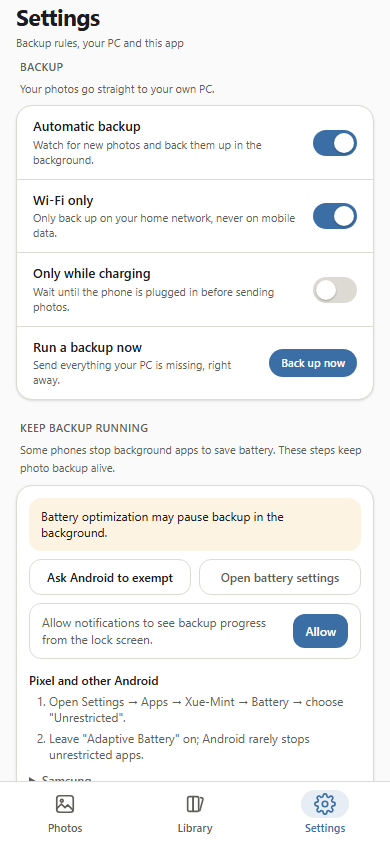 Settings
Backup rules, your PC and this app
BACKUP
Your photos go straight to your own PC.
Automatic backup
Watch for new photos and back them up in the
background.
Wi-Fi only
Only back up on your home network, never on mobile
data.
Only while charging
Wait until the phone is plugged in before sending
photos.
Run a backup now
Send everything your PC is missing, right
away.
Back up now
KEEP BACKUP RUNNING
Some phones stop background apps to save battery. These steps keep
photo backup alive.
Battery optimization may pause backup in the
background.
Ask Android to exempt
Open battery settings
Allow notifications to see backup progress
from the lock screen.
Allow
Pixel and other Android
1. Open Settings → Apps → Xue-Mint → Battery → choose
"Unrestricted".
2. Leave "Adaptive Battery" on; Android rarely stops
unrestricted apps.
Samsung
Photos
Library
Settings